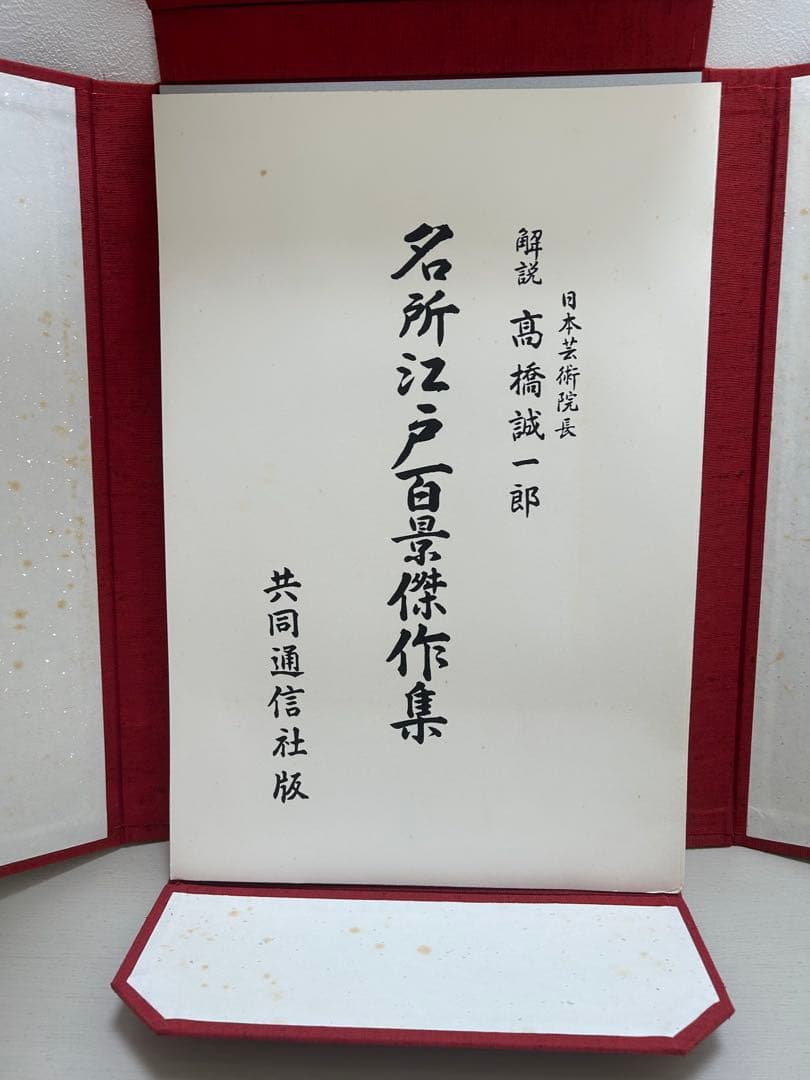 日本芸術院長
解説 髙橋誠一郎
名所江戸百景傑作集
共同通信社版